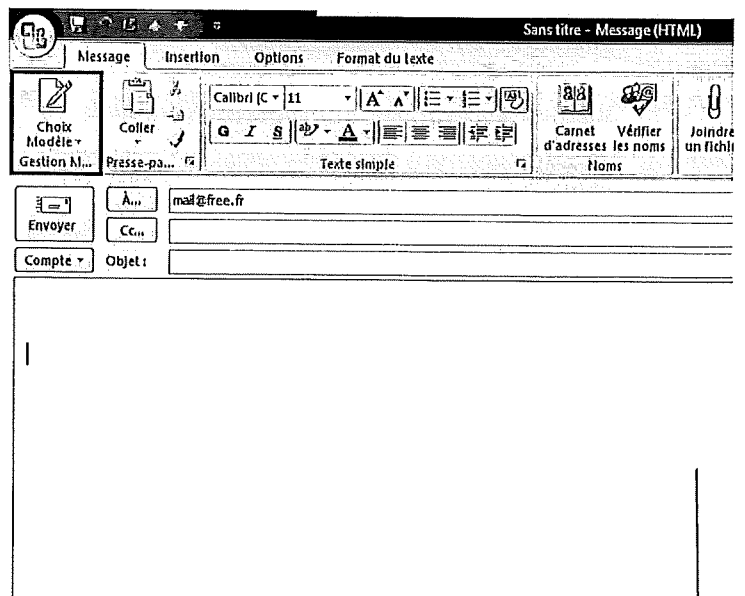 Sans titre - Message (HTML)
Message Insertion Options Format du texte
Choix
Modèle
Gestion M...
Coller
Presse-pa...
Calibri (C 11
G I S ab A
Texte simple
Carnet
d'adresses
Vérifier
les noms
Noms
Joindre
un fichi
Envoyer
À...
mail@free.fr
Cc...
Compte
Objet :